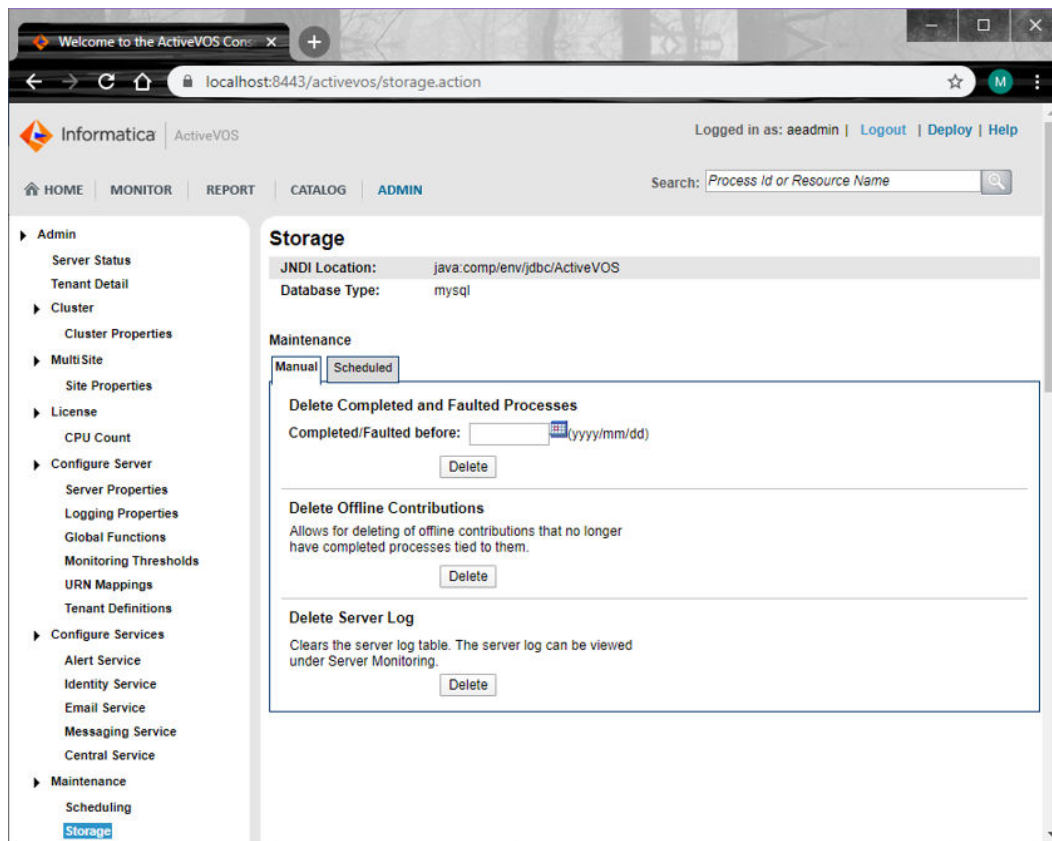 Welcome to the ActiveVOS Cons
localhost:8443/activevos/storage.action
M
Informatica ActiveVOS
Logged in as: aeadmin | Logout | Deploy | Help
HOME MONITOR REPORT CATALOG ADMIN
Search: Process Id or Resource Name
Admin
Server Status
Tenant Detail
Cluster
Cluster Properties
MultiSite
Site Properties
License
CPU Count
Configure Server
Server Properties
Logging Properties
Global Functions
Monitoring Thresholds
URN Mappings
Tenant Definitions
Configure Services
Alert Service
Identity Service
Email Service
Messaging Service
Central Service
Maintenance
Scheduling
Storage
Storage
JNDI Location: java:comp/env/jdbc/ActiveVOS
Database Type: mysql
Maintenance
Manual Scheduled
Delete Completed and Faulted Processes
Completed/Faulted before: (yyyy/mm/dd)
Delete
Delete Offline Contributions
Allows for deleting of offline contributions that no longer
have completed processes tied to them.
Delete
Delete Server Log
Clears the server log table. The server log can be viewed
under Server Monitoring.
Delete